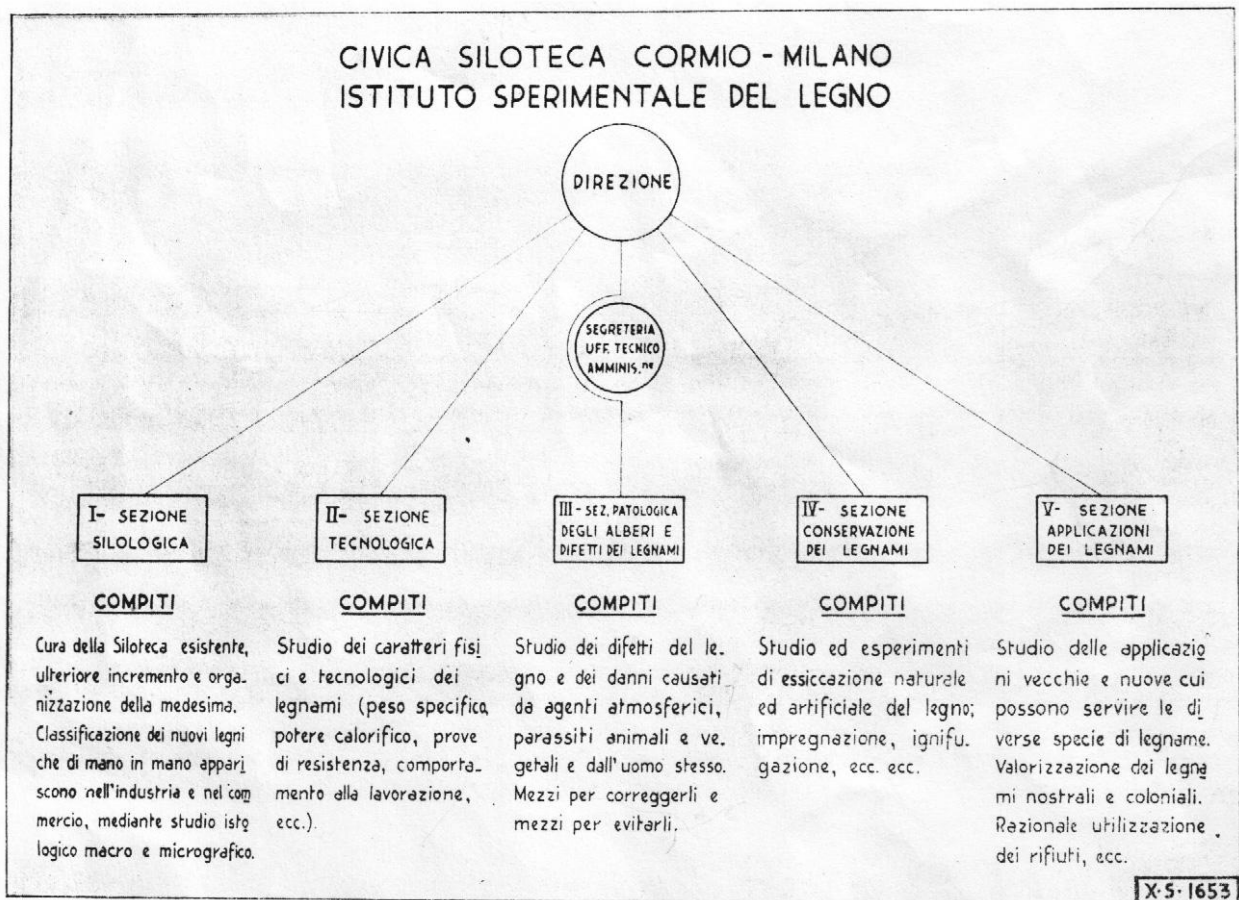 CIVICA SILOTECA CORMIO - MILANO
ISTITUTO SPERIMENTALE DEL LEGNO
DIREZIONE
SEGRETERIA
UFF. TECNICO
AMMINIS.NE
I- SEZIONE
SILOLOGICA
COMPITI
Cura della Siloteca esistente,
ulteriore incremento e orga-
nizzazione della medesima.
Classificazione dei nuovi legni
che di mano in mano appari
scono nell'industria e nel com
mercio, mediante studio isto
logico macro e micrografico.
II- SEZIONE
TECNOLOGICA
COMPITI
Studio dei caratteri fisi
ci e tecnologici dei
legnami (peso specifico,
potere calorifico, prove
di resistenza, comporta-
mento alla lavorazione,
ecc.).
III- SEZ. PATOLOGICA
DEGLI ALBERI E
DIFETTI DEI LEGNAMI
COMPITI
Studio dei difetti del le-
gno e dei danni causati
da agenti atmosferici,
parassiti animali e ve-
getali e dall'uomo stesso.
Mezzi per correggerli e
mezzi per evitarli.
IV- SEZIONE
CONSERVAZIONE
DEI LEGNAMI
COMPITI
Studio ed esperimenti
di essiccazione naturale
ed artificiale del legno;
impregnazione, ignifu-
gazione, ecc. ecc.
V- SEZIONE
APPLICAZIONI
DEI LEGNAMI
COMPITI
Studio delle applicazio
ni vecchie e nuove cui
possono servire le di
verse specie di legname.
Valorizzazione dei legna
mi nostrali e coloniali.
Razionale utilizzazione
dei rifiuti, ecc.
X·S·1653